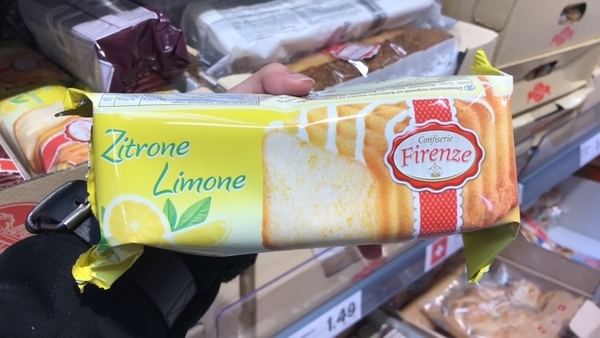 Zitrone
Limone
Confiserie
Firenze
1.49